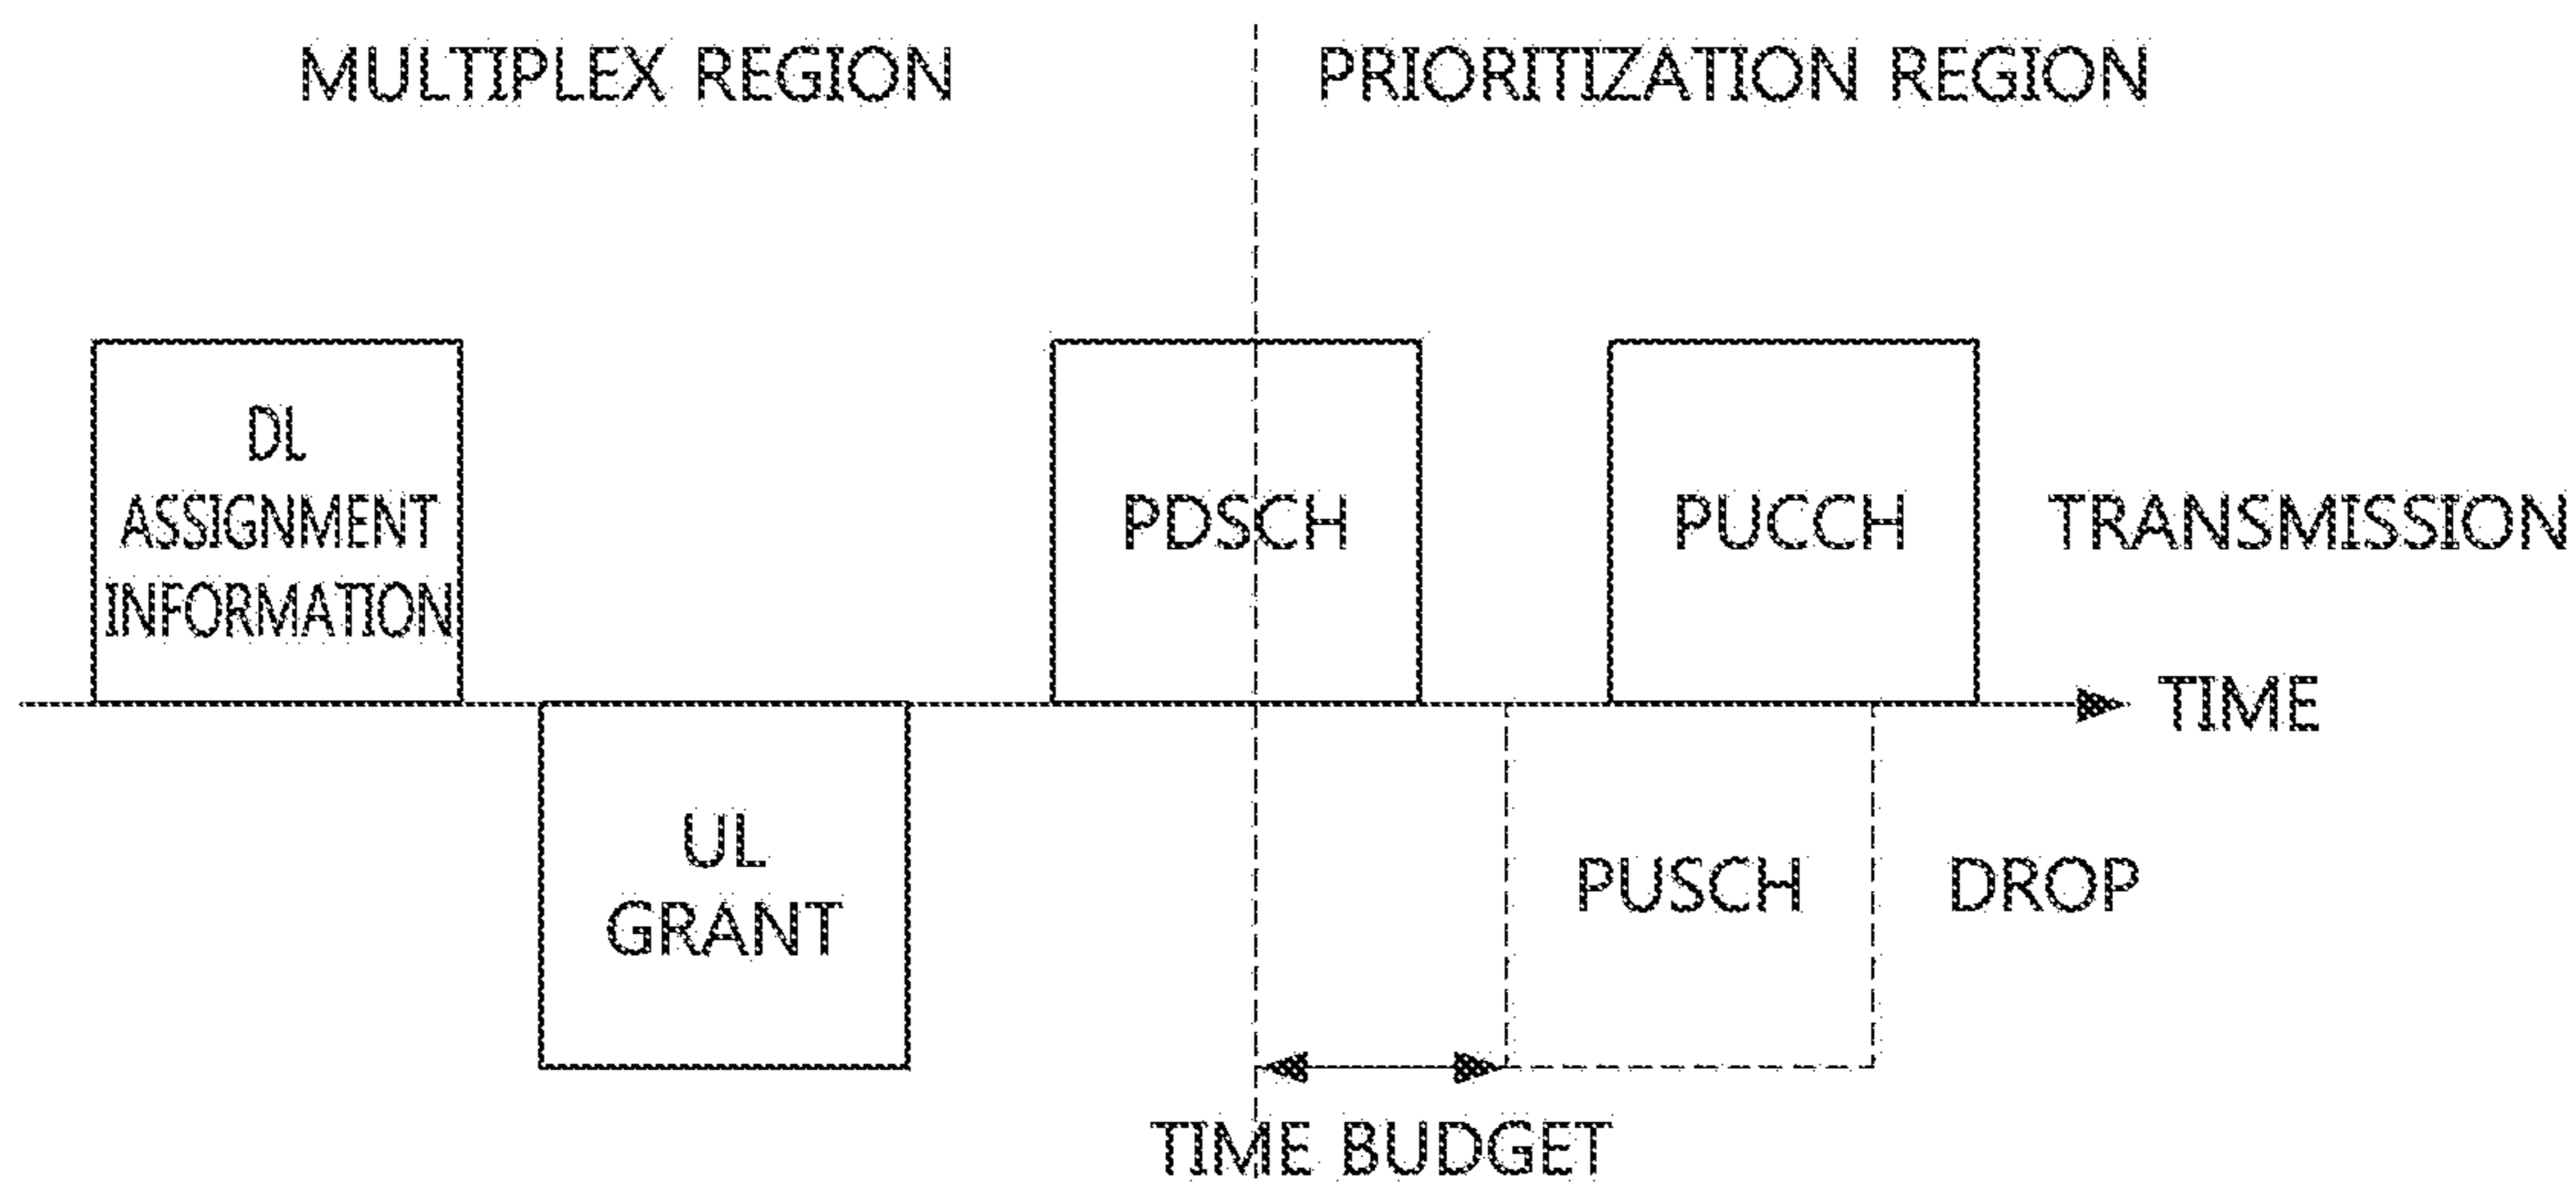 MULTIPLEX REGION
PRIORITIZATION REGION
DL
ASSIGNMENT
INFORMATION
PDSCH
PUCCH
TRANSMISSION
TIME
UL
GRANT
PUSCH
DROP
TIME BUDGET